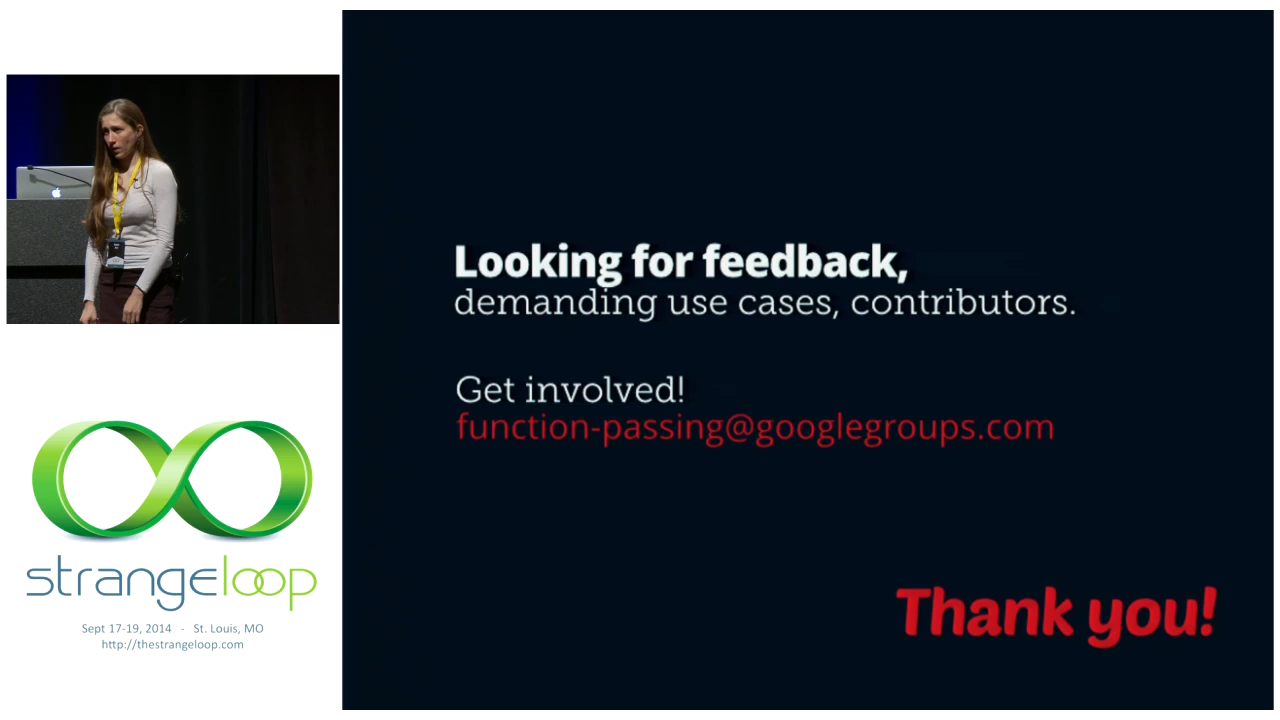 Looking for feedback,
demanding use cases, contributors.
Get involved!
function-passing@googlegroups.com
Thank you!
strangeloop
Sept 17-19, 2014 - St. Louis, MO
http://thestrangeloop.com